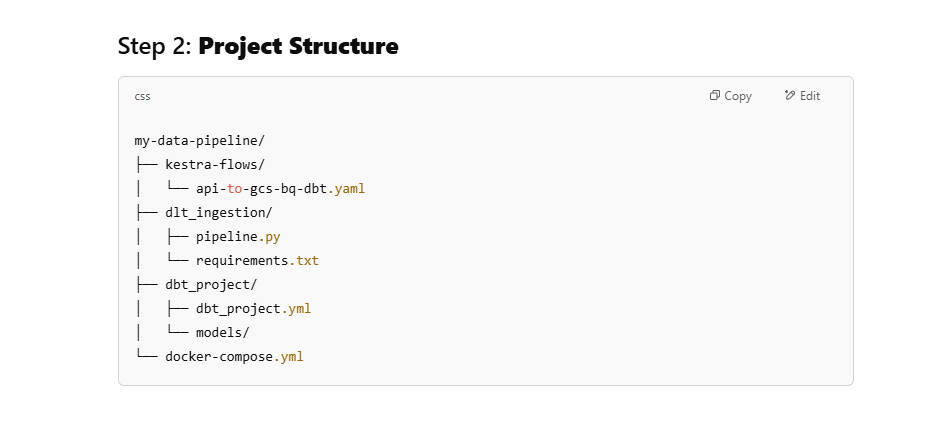 Step 2: Project Structure
css
Copy
Edit
my-data-pipeline/
├── kestra-flows/
│   └── api-to-gcs-bq-dbt.yaml
├── dlt_ingestion/
│   ├── pipeline.py
│   └── requirements.txt
├── dbt_project/
│   ├── dbt_project.yml
│   └── models/
└── docker-compose.yml